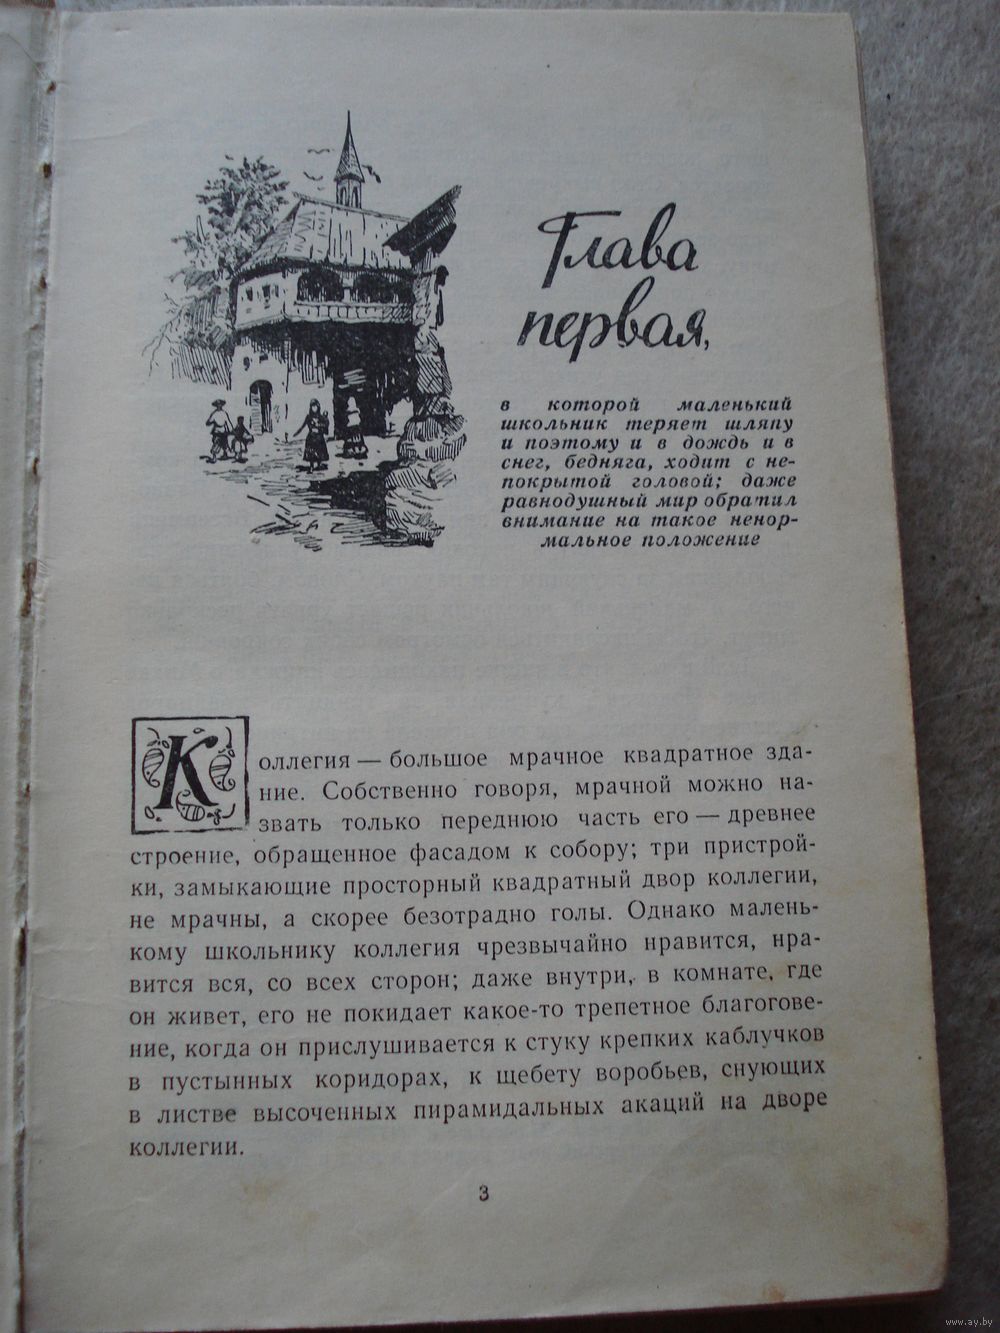 Глава
первая,
в которой маленький
школьник теряет шляпу
и поэтому и в дождь и в
снег, бедняга, ходит с не-
покрытой головой; даже
равнодушный мир обратил
внимание на такое ненор-
мальное положение
Коллегия — большое мрачное квадратное зда-
ние. Собственно говоря, мрачной можно на-
звать только переднюю часть его — древнее
строение, обращенное фасадом к собору; три пристрой-
ки, замыкающие просторный квадратный двор коллегии,
не мрачны, а скорее безотрадно голы. Однако малень-
кому школьнику коллегия чрезвычайно нравится, нра-
вится вся, со всех сторон; даже внутри, в комнате, где
он живет, его не покидает какое-то трепетное благогове-
ние, когда он прислушивается к стуку крепких каблучков
в пустынных коридорах, к щебету воробьев, снующих
в листве высоченных пирамидальных акаций на дворе
коллегии.
3
www.ay.by